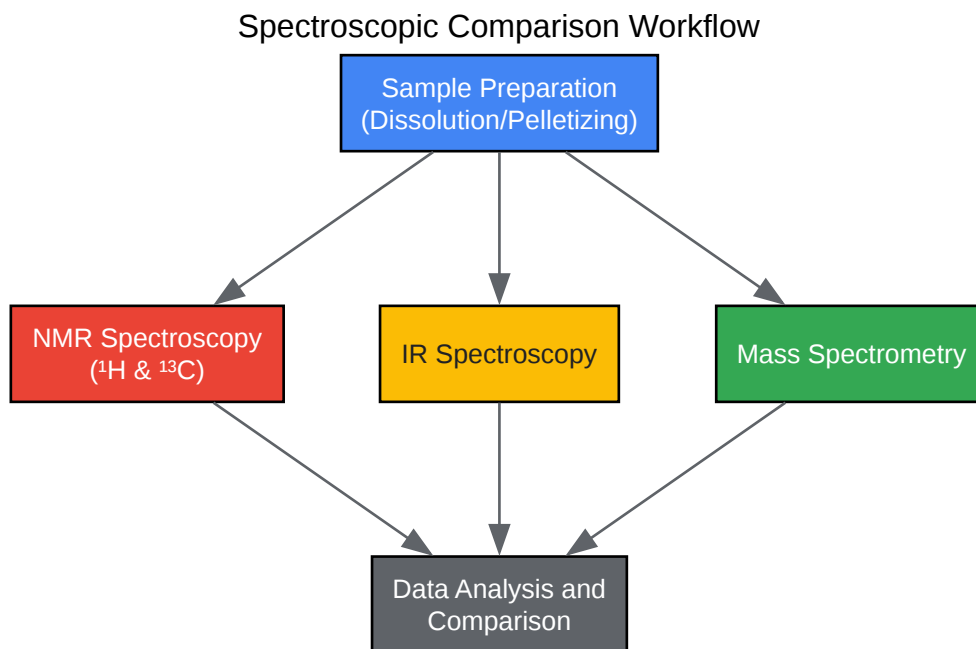 Spectroscopic Comparison Workflow
Sample Preparation
(Dissolution/Pelletizing)
NMR Spectroscopy
(¹H & ¹³C)
IR Spectroscopy
Mass Spectrometry
Data Analysis and
Comparison